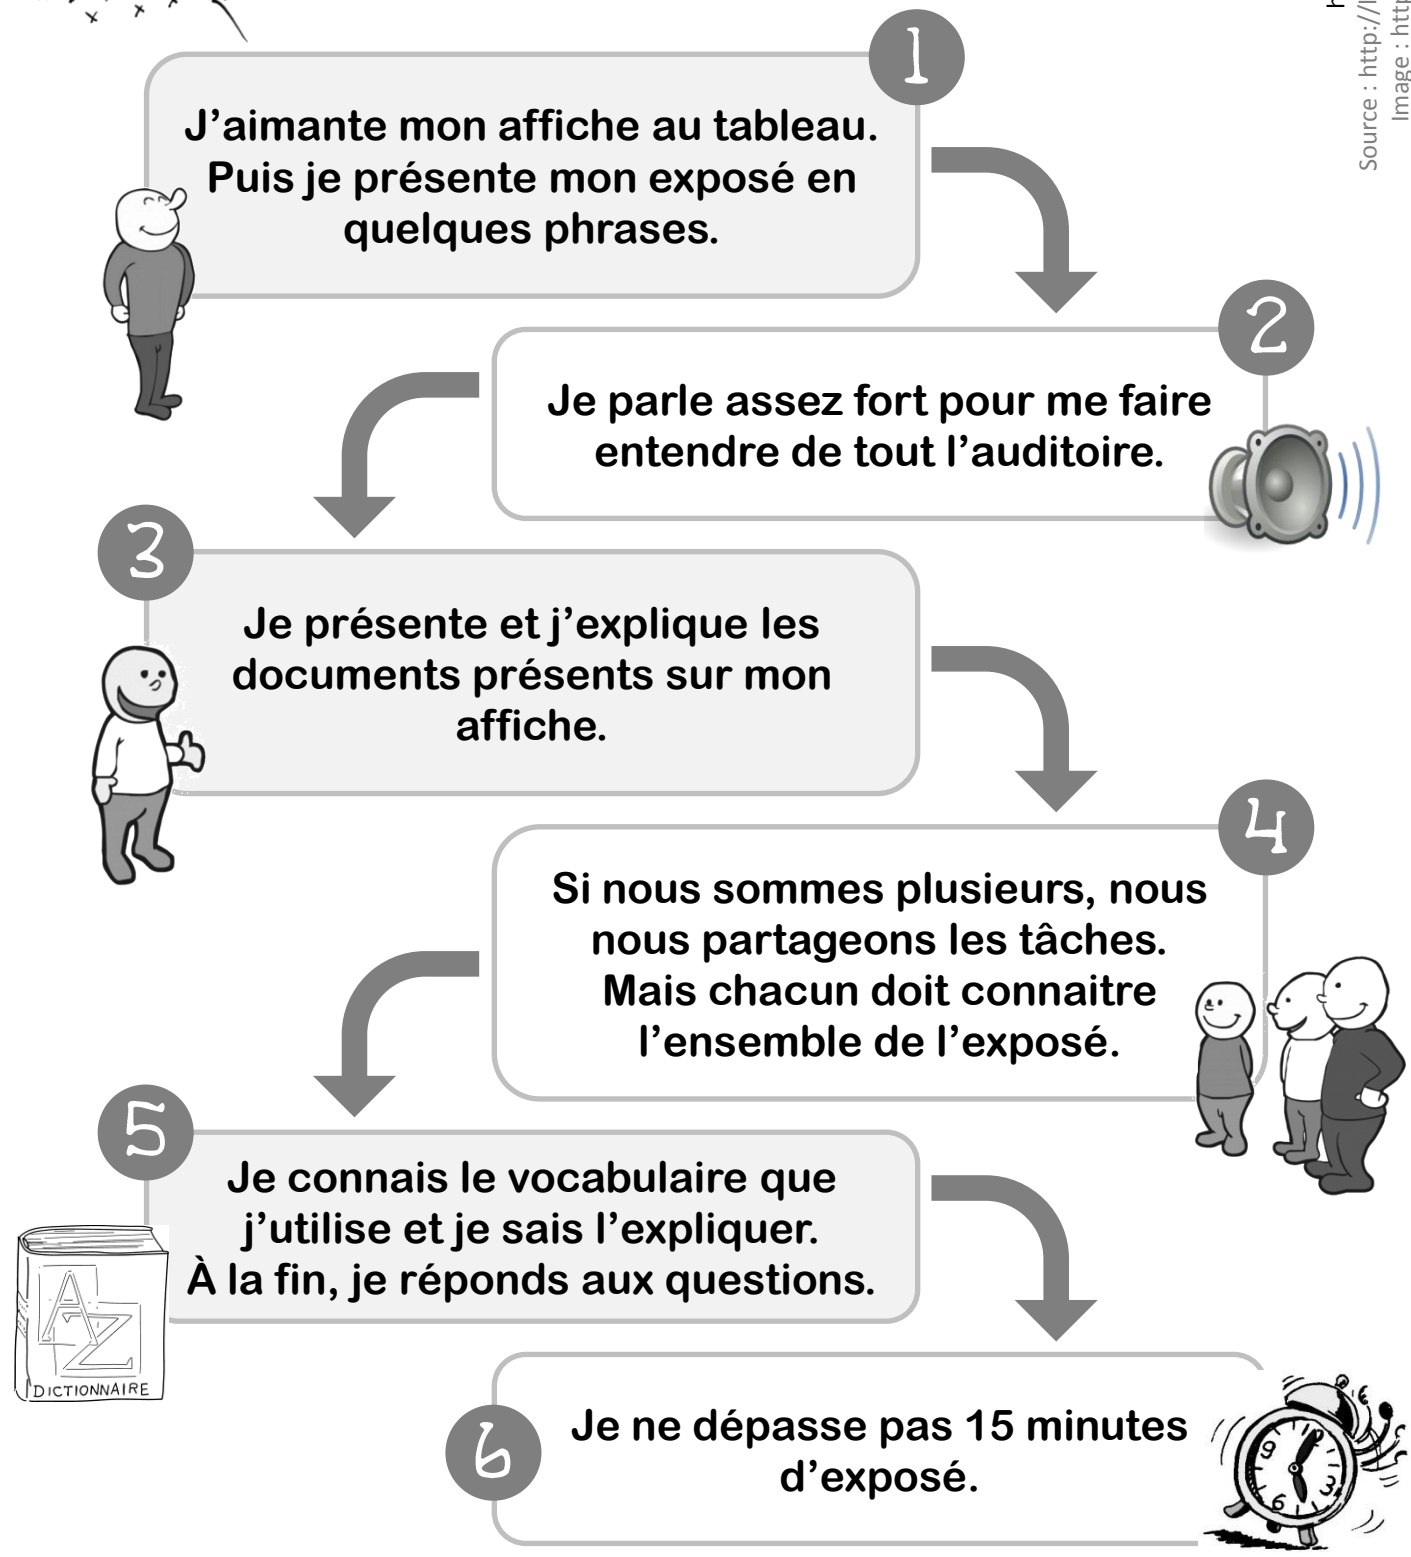 Source : http://
Image : http
1
J'aimante mon affiche au tableau.
Puis je présente mon exposé en
quelques phrases.
2
Je parle assez fort pour me faire
entendre de tout l'auditoire.
3
Je présente et j'explique les
documents présents sur mon
affiche.
4
Si nous sommes plusieurs, nous
nous partageons les tâches.
Mais chacun doit connaitre
l'ensemble de l'exposé.
5
Je connais le vocabulaire que
j'utilise et je sais l'expliquer.
À la fin, je réponds aux questions.
A
Z
DICTIONNAIRE
6
Je ne dépasse pas 15 minutes
d'exposé.
12
9
3
6